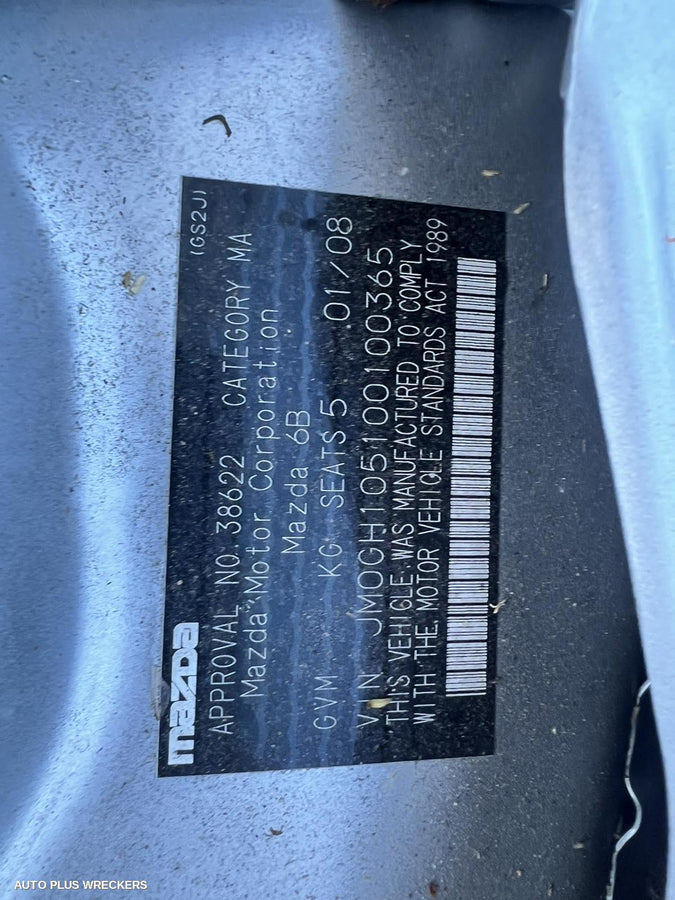 (GS2J)
mazda
APPROVAL NO. 38622 CATEGORY MA
Mazda Motor Corporation
Mazda 6B
GVM KG SEATS 5 01/08
VIN JM0GH105100100365
THIS VEHICLE WAS MANUFACTURED TO COMPLY
WITH THE MOTOR VEHICLE STANDARDS ACT 1989
AUTO PLUS WRECKERS